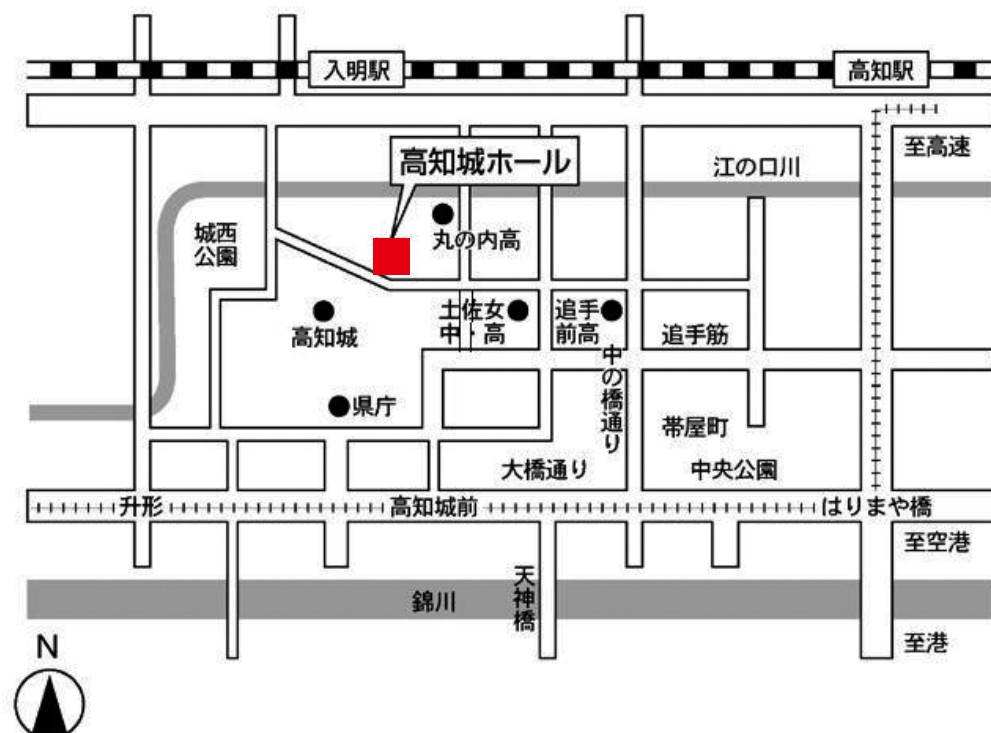 入明駅
高知駅
高知城ホール
至高速
江の口川
丸の内高
城西
公園
土佐女
中・高
追手
前高
追手筋
高知城
中の橋通り
県庁
帯屋町
大橋通り
中央公園
升形
高知城前
はりまや橋
至空港
天神橋
錦川
至港
N